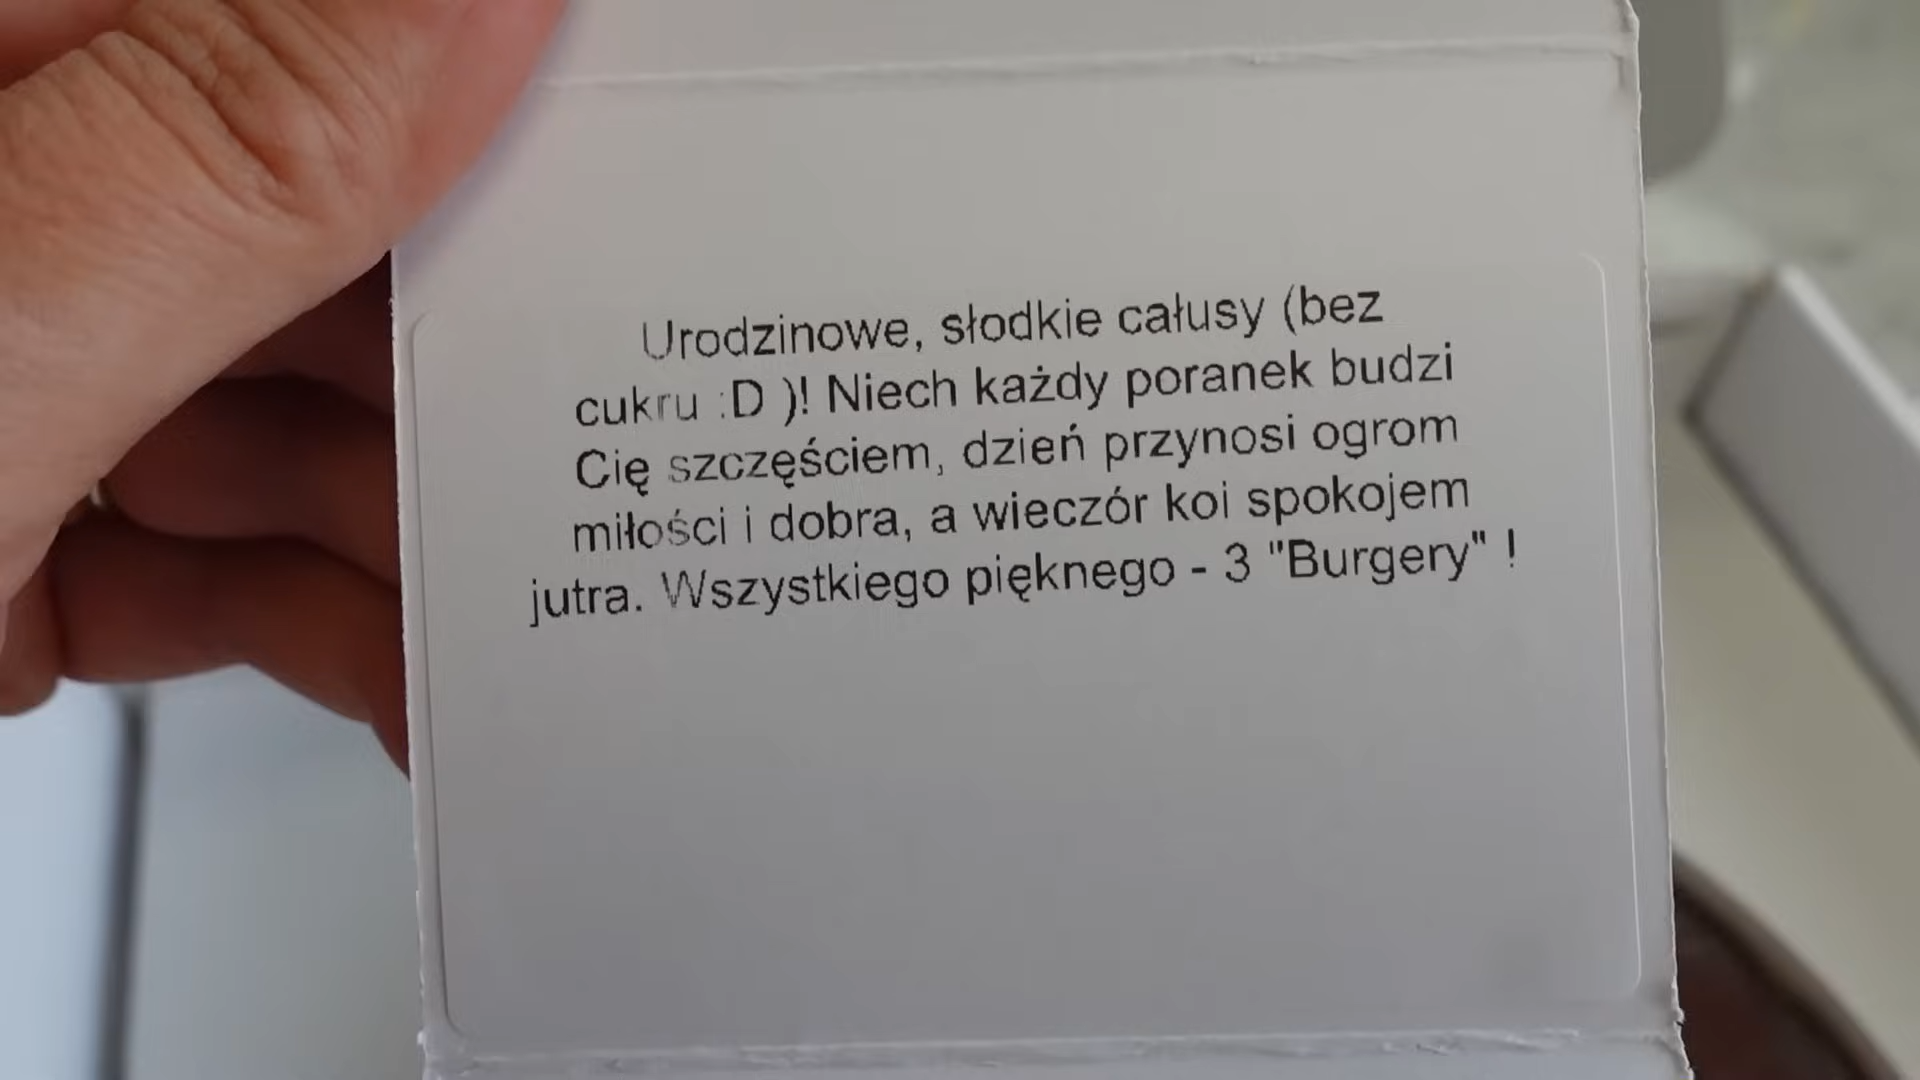 Urodzinowe, słodkie całusy (bez
cukru :D )! Niech każdy poranek budzi
Cię szczęściem, dzień przynosi ogrom
miłości i dobra, a wieczór koi spokojem
jutra. Wszystkiego pięknego - 3 "Burgery" !